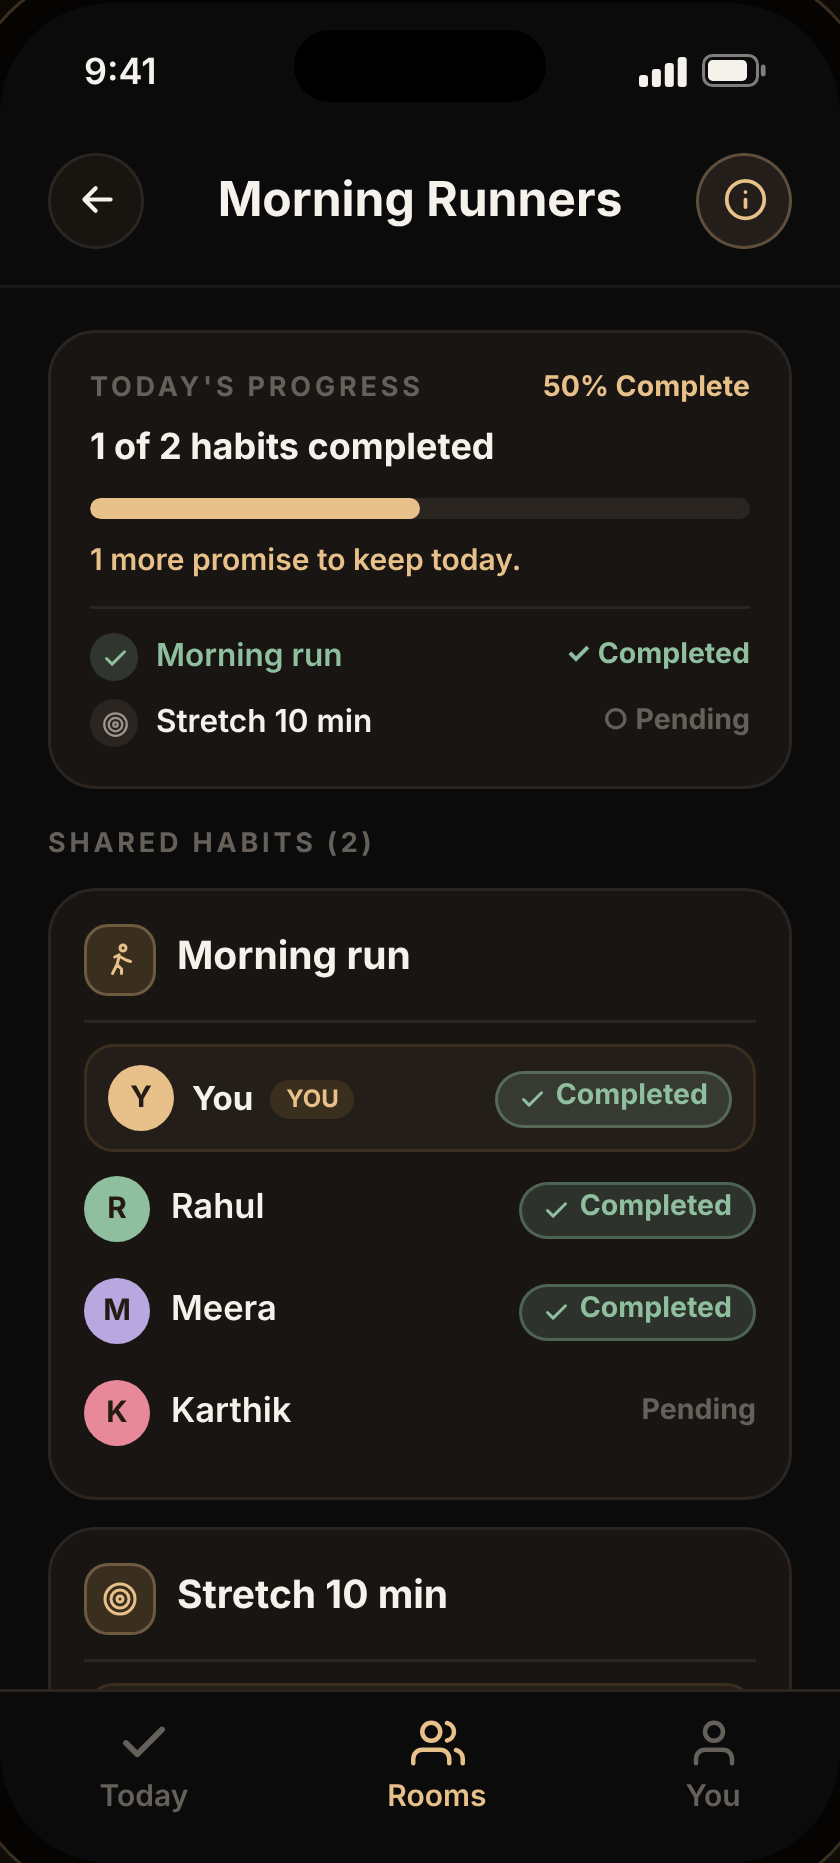 9:41
Morning Runners
TODAY'S PROGRESS
50% Complete
1 of 2 habits completed
1 more promise to keep today.
Morning run
✓ Completed
Stretch 10 min
Pending
SHARED HABITS (2)
Morning run
Y
You
YOU
Completed
R
Rahul
Completed
M
Meera
Completed
K
Karthik
Pending
Stretch 10 min
Today
Rooms
You